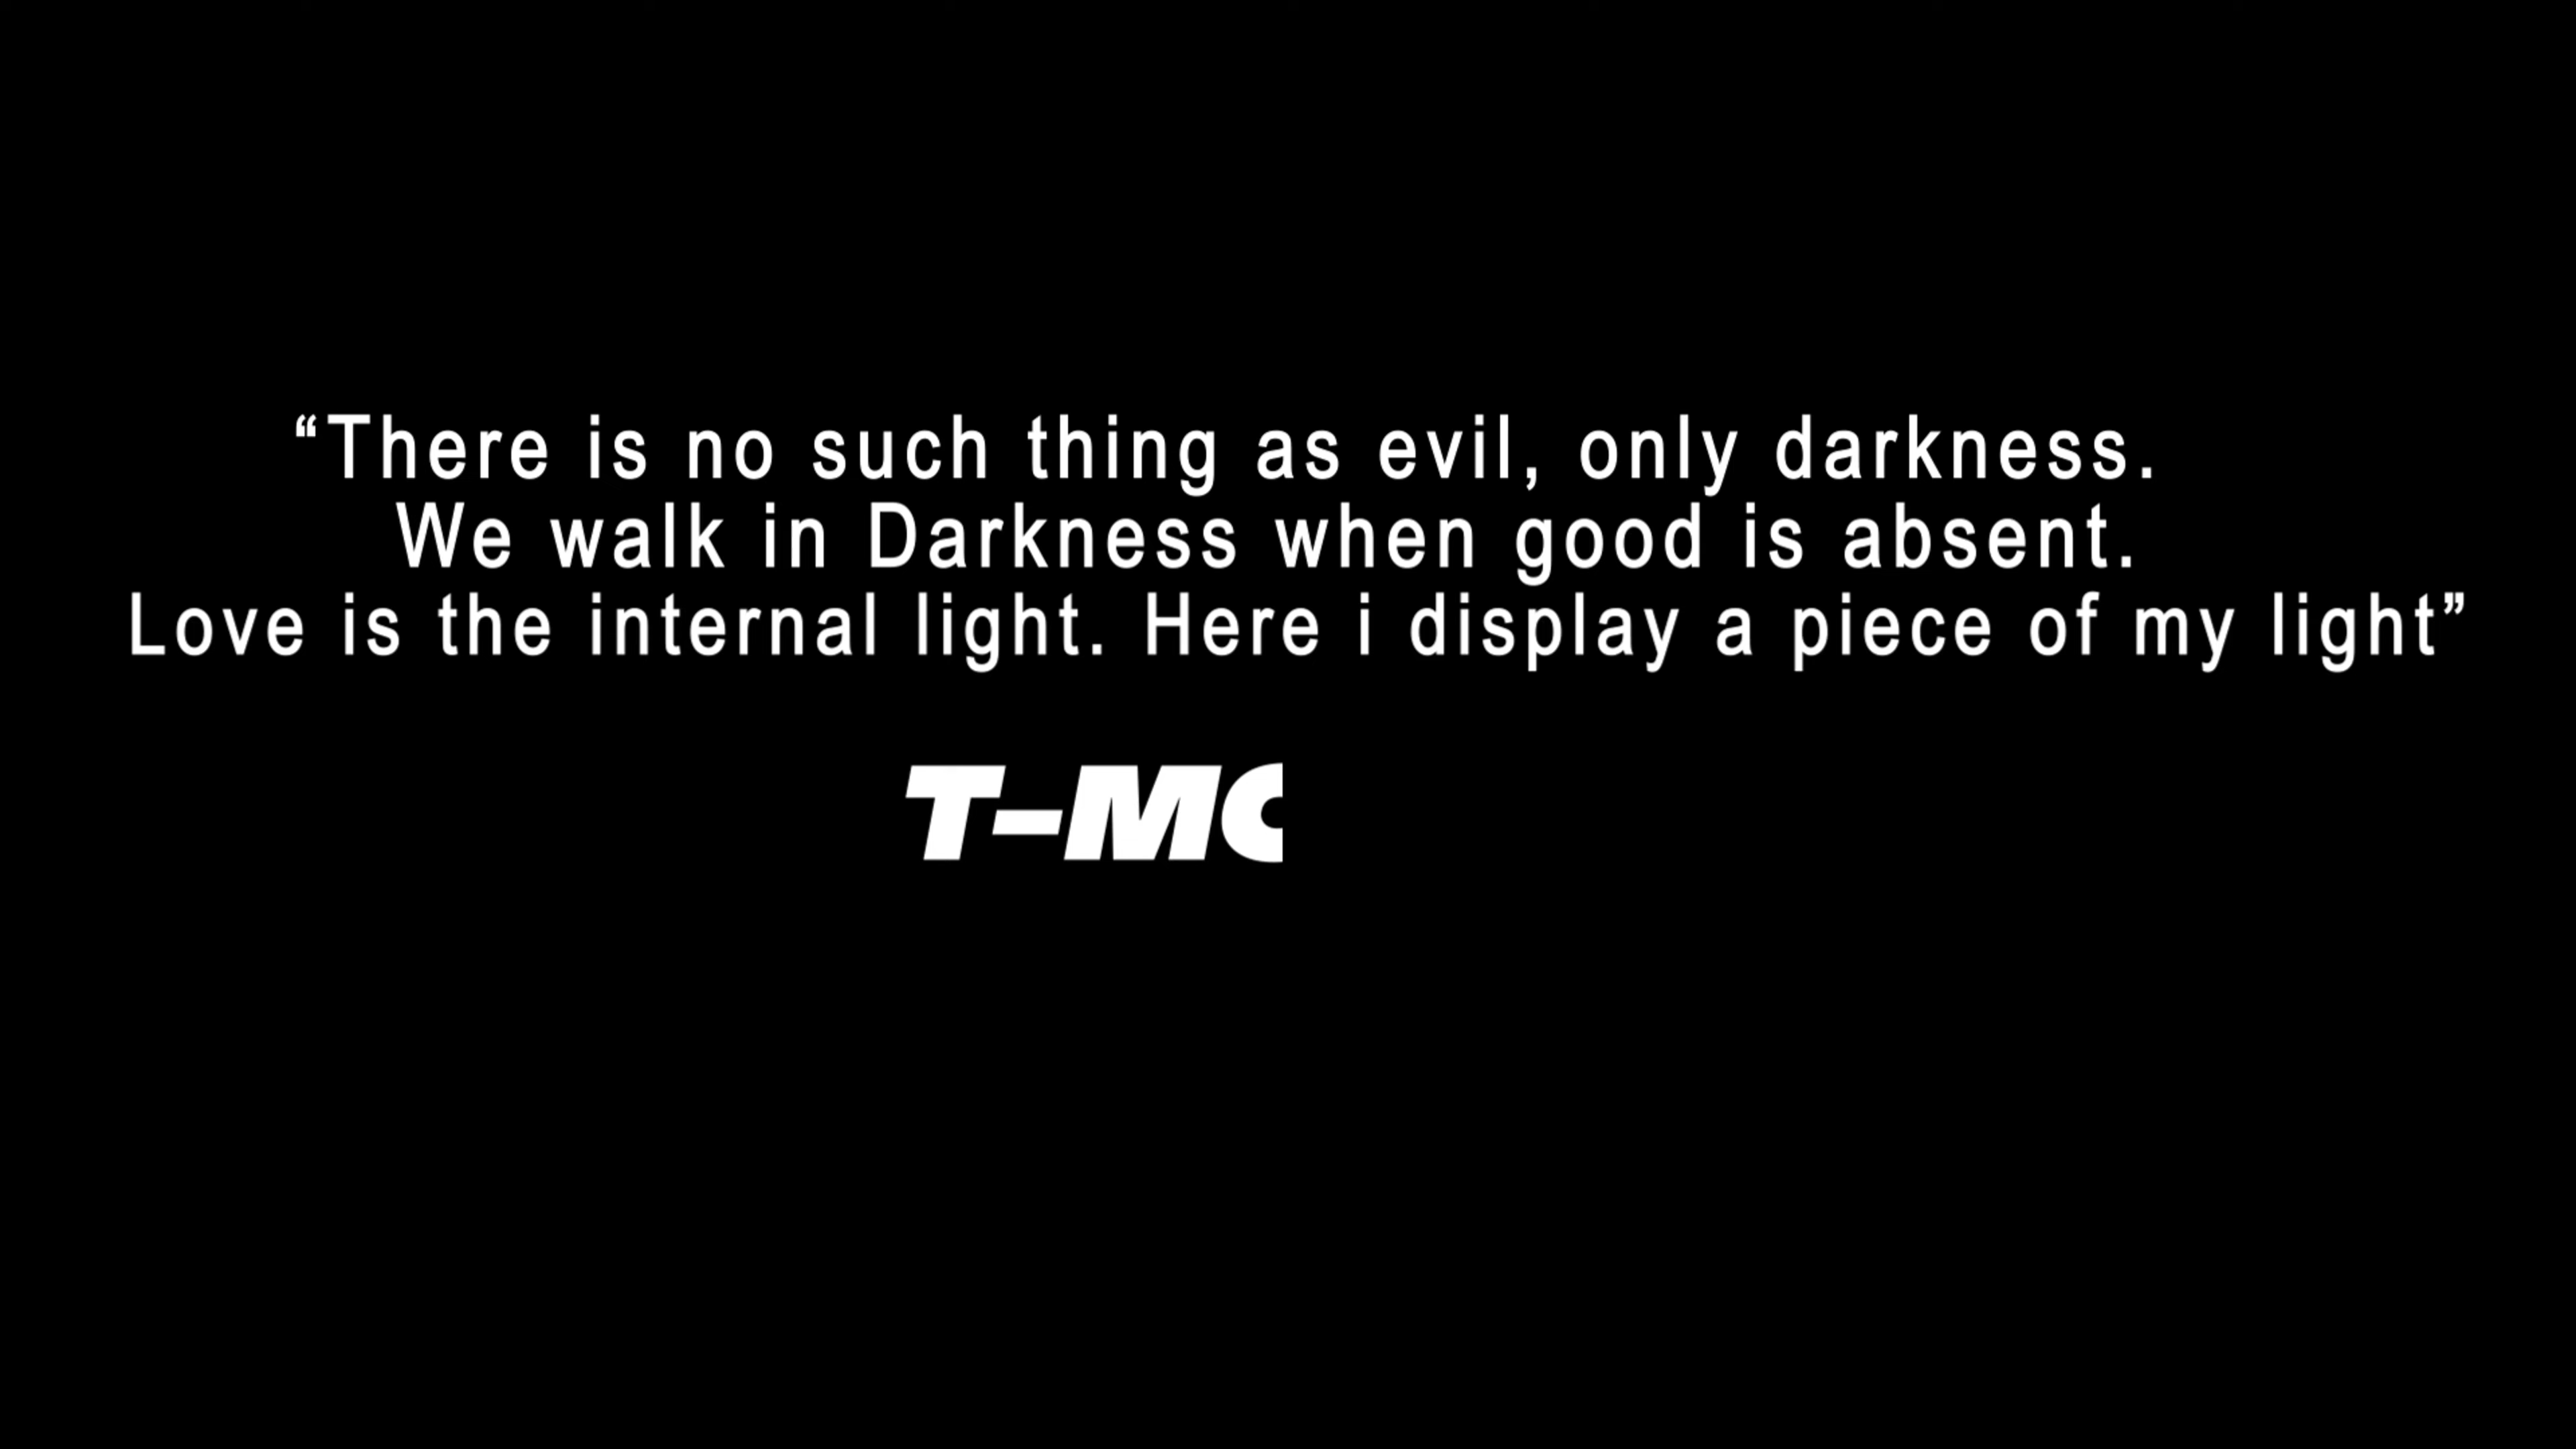 “There is no such thing as evil, only darkness.
We walk in Darkness when good is absent.
Love is the internal light. Here i display a piece of my light”